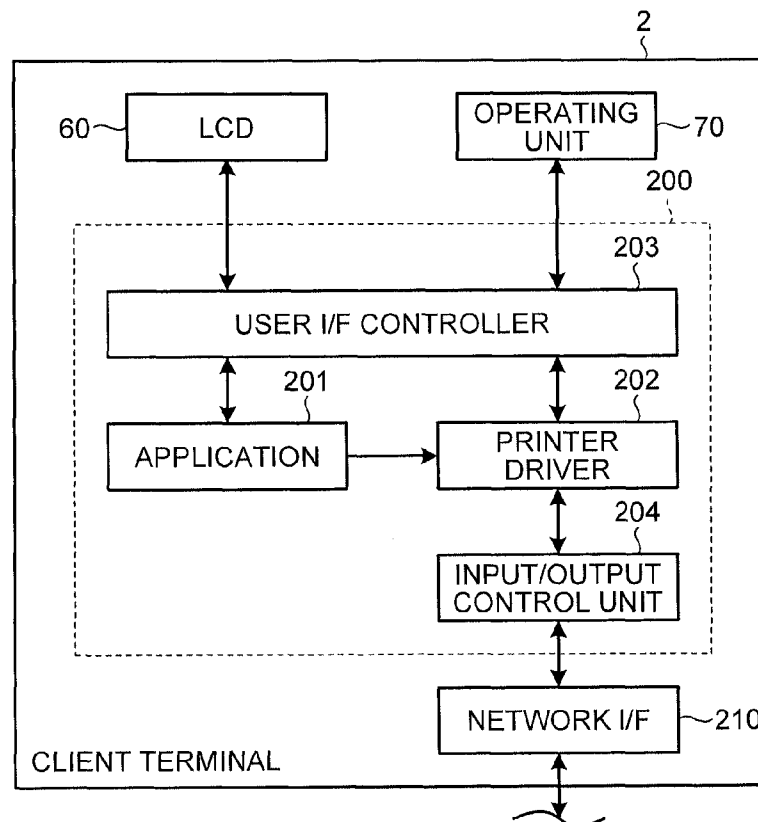 2
60
LCD
OPERATING
UNIT
70
200
203
USER I/F CONTROLLER
201
202
APPLICATION
PRINTER
DRIVER
204
INPUT/OUTPUT
CONTROL UNIT
NETWORK I/F
210
CLIENT TERMINAL